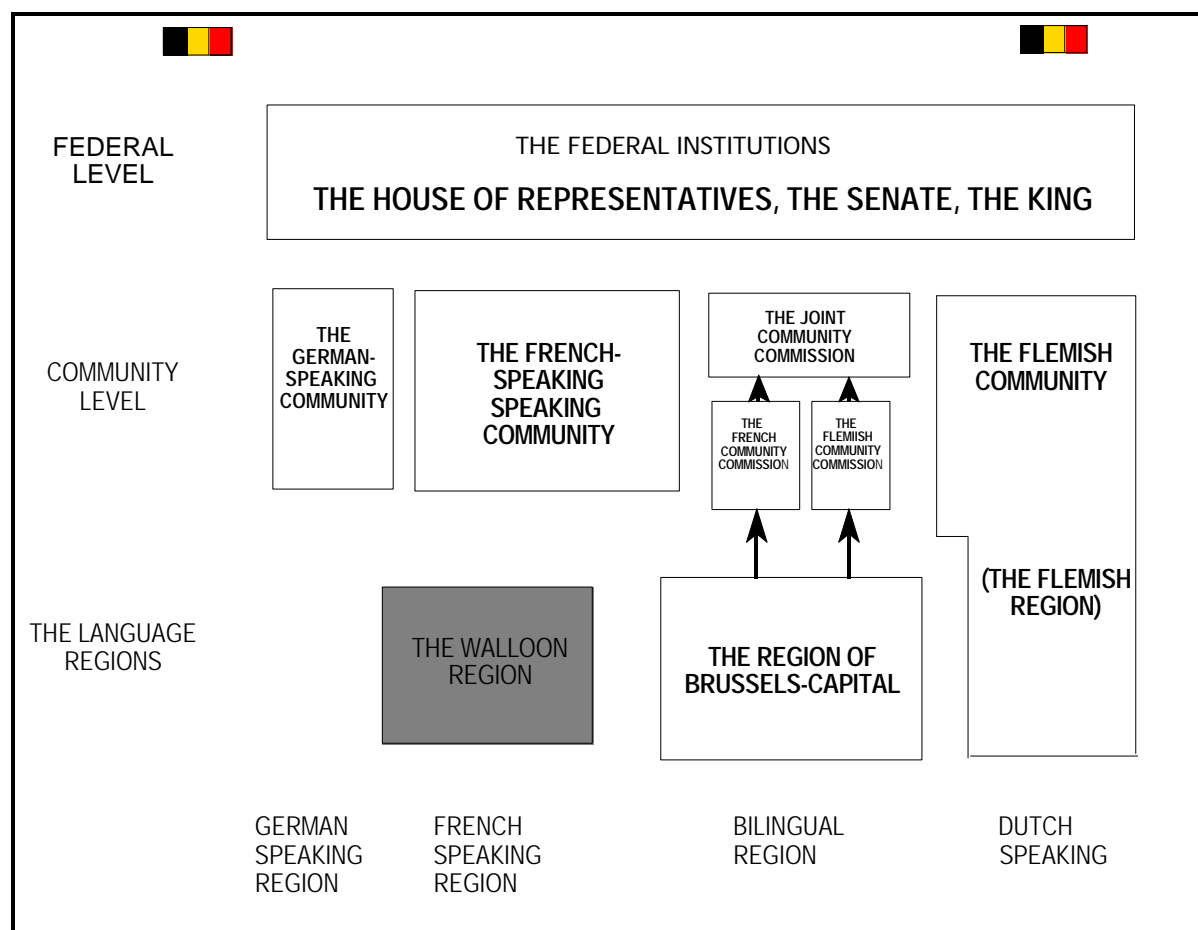 FEDERAL
LEVEL
THE FEDERAL INSTITUTIONS
THE HOUSE OF REPRESENTATIVES, THE SENATE, THE KING
COMMUNITY
LEVEL
THE
GERMAN-
SPEAKING
COMMUNITY
THE FRENCH-
SPEAKING
SPEAKING
COMMUNITY
THE JOINT
COMMUNITY
COMMISSION
THE
FRENCH
COMMUNITY
COMMISSION
THE
FLEMISH
COMMUNITY
COMMISSION
THE FLEMISH
COMMUNITY
(THE FLEMISH
REGION)
THE LANGUAGE
REGIONS
THE WALLOON
REGION
THE REGION OF
BRUSSELS-CAPITAL
GERMAN
SPEAKING
REGION
FRENCH
SPEAKING
REGION
BILINGUAL
REGION
DUTCH
SPEAKING